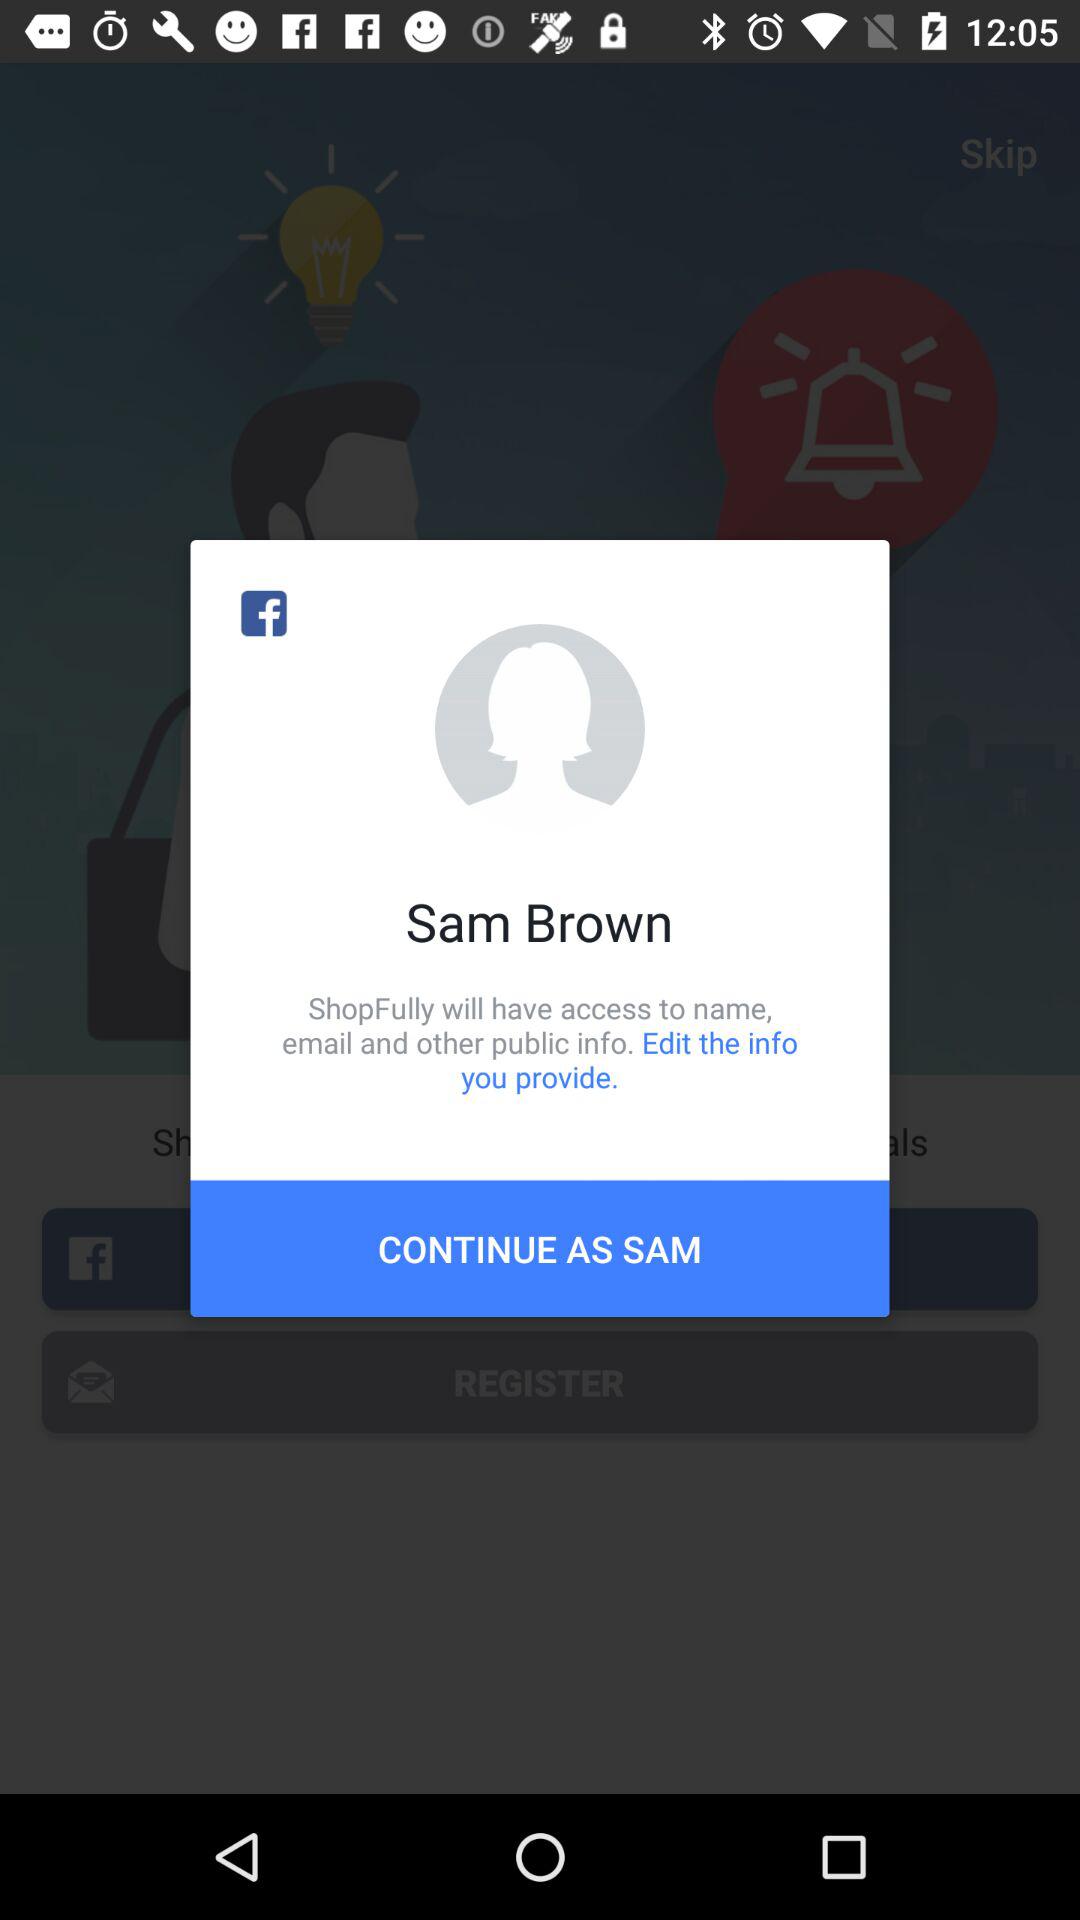 FAKE
12:05
Skip
Sam Brown
ShopFully will have access to name,
email and other public info. Edit the info
you provide.
Sh als
CONTINUE AS SAM
REGISTER